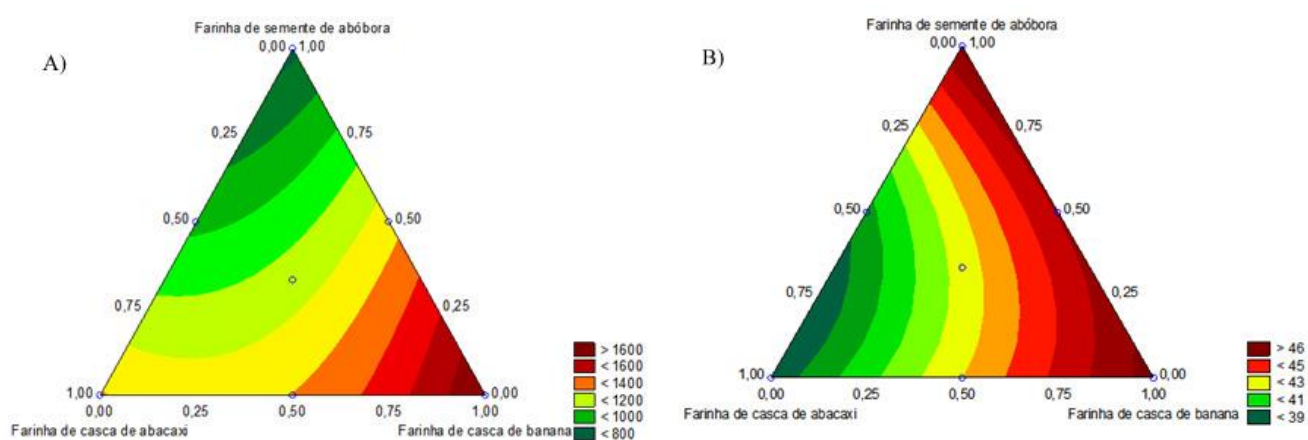 A)
Farinha de semente de abóbora
0,00 1,00
0,25 0,75
0,50 0,50
0,75 0,25
1,00 0,00
0,00 0,25 0,50 0,75 1,00
Farinha de casca de abacaxi Farinha de casca de banana
> 1600
< 1600
< 1400
< 1200
< 1000
< 800
B)
Farinha de semente de abóbora
0,00 1,00
0,25 0,75
0,50 0,50
0,75 0,25
1,00 0,00
0,00 0,25 0,50 0,75 1,00
Farinha de casca de abacaxi Farinha de casca de banana
> 46
< 45
< 43
< 41
< 39